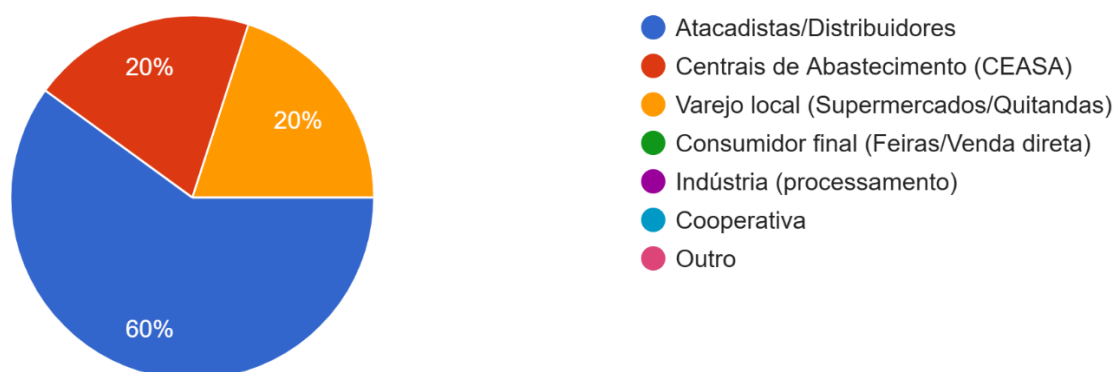 20%
20%
60%
Atacadistas/Distribuidores
Centrais de Abastecimento (CEASA)
Varejo local (Supermercados/Quitandas)
Consumidor final (Feiras/Venda direta)
Indústria (processamento)
Cooperativa
Outro